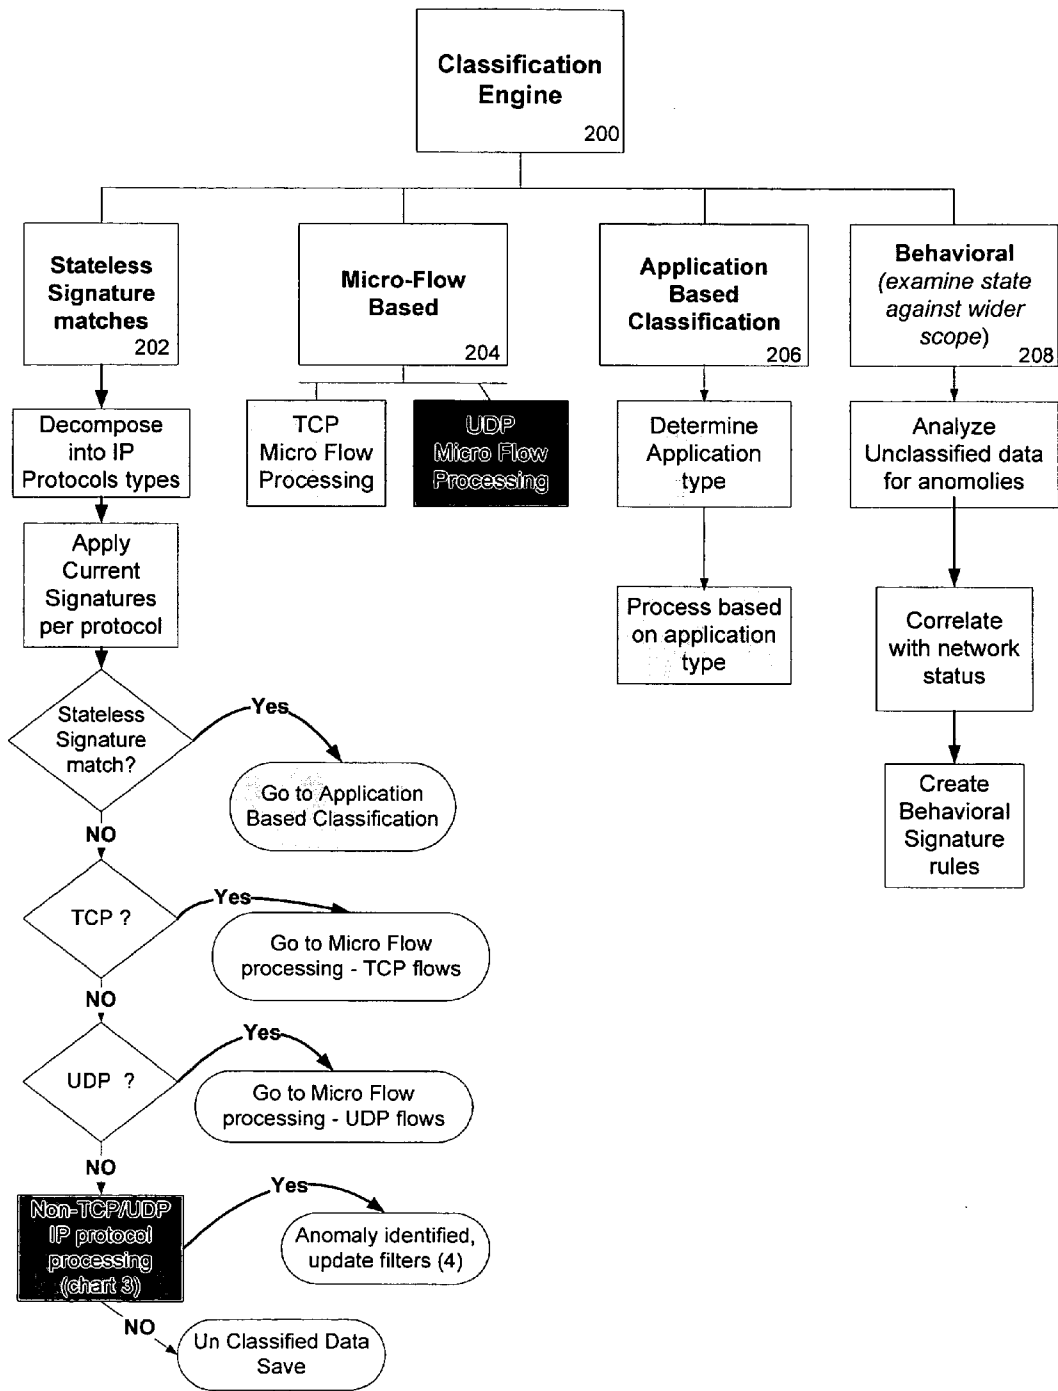 Classification
Engine
200
Stateless
Signature
matches
202
Micro-Flow
Based
204
Application
Based
Classification
206
Behavioral
(examine state
against wider
scope)
208
Decompose
into IP
Protocols types
TCP
Micro Flow
Processing
UDP
Micro Flow
Processing
Determine
Application
type
Analyze
Unclassified data
for anomolies
Apply
Current
Signatures
per protocol
Process based
on application
type
Correlate
with network
status
Stateless
Signature
match?
Yes
Go to Application
Based Classification
Create
Behavioral
Signature
rules
NO
TCP ?
Yes
Go to Micro Flow
processing - TCP flows
NO
UDP ?
Yes
Go to Micro Flow
processing - UDP flows
NO
Non-TCP/UDP
IP protocol
processing
(chart 3)
Yes
Anomaly identified,
update filters (4)
NO
Un Classified Data
Save